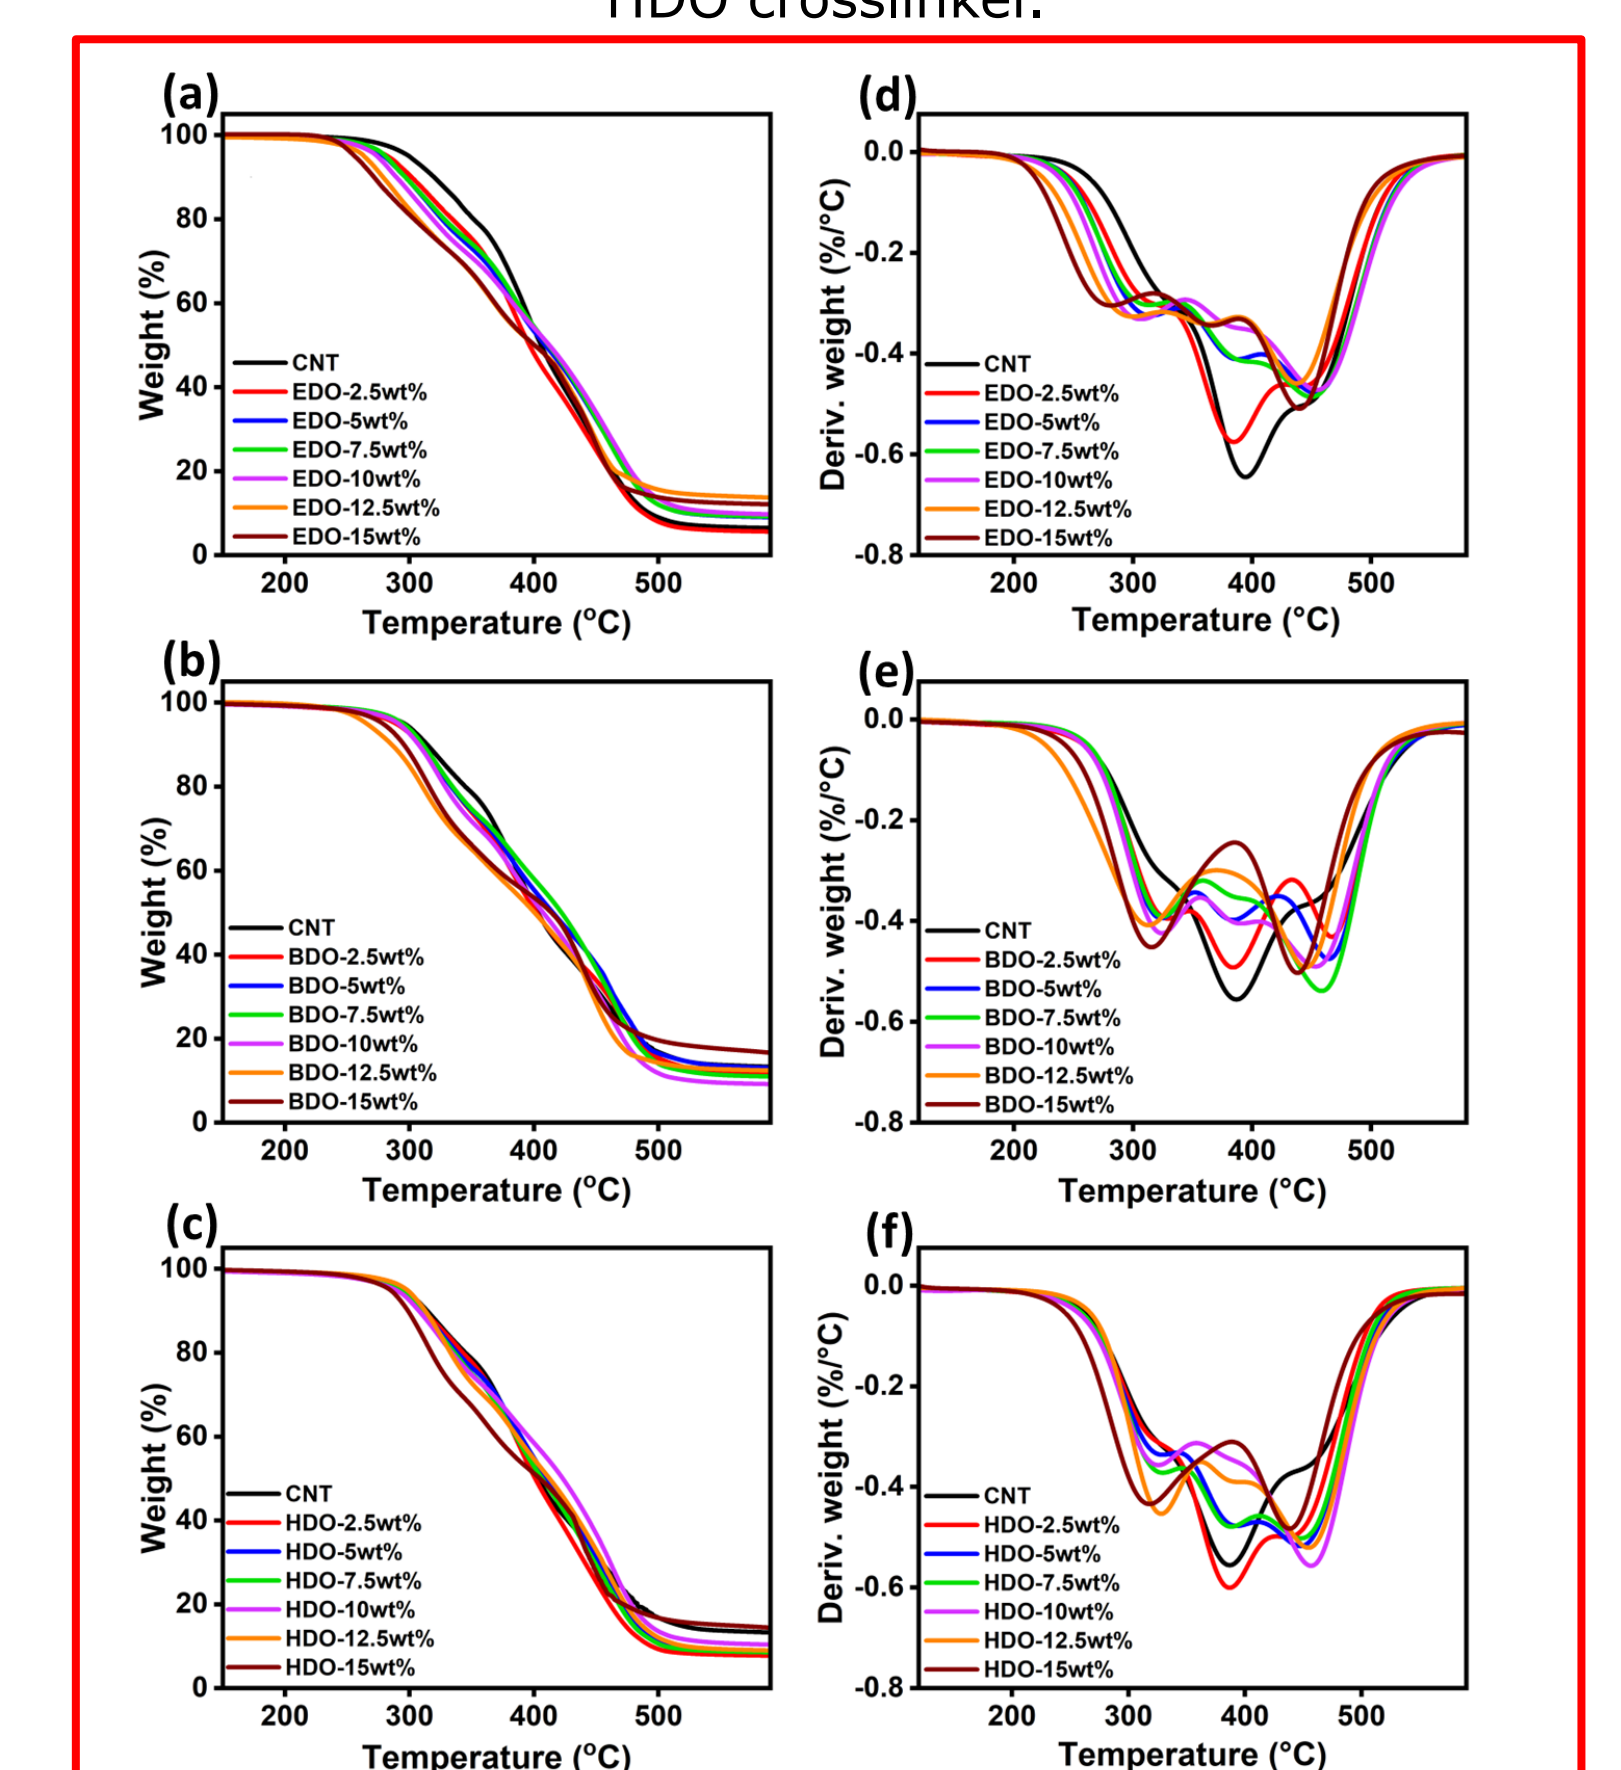 HDO crosslinker.
(a)
100
80
60
40
20
0
Weight (%)
CNT
EDO-2.5wt%
EDO-5wt%
EDO-7.5wt%
EDO-10wt%
EDO-12.5wt%
EDO-15wt%
200 300 400 500
Temperature (°C)
(d)
0.0
-0.2
-0.4
-0.6
-0.8
Deriv. weight (%/°C)
CNT
EDO-2.5wt%
EDO-5wt%
EDO-7.5wt%
EDO-10wt%
EDO-12.5wt%
EDO-15wt%
200 300 400 500
Temperature (°C)
(b)
100
80
60
40
20
0
Weight (%)
CNT
BDO-2.5wt%
BDO-5wt%
BDO-7.5wt%
BDO-10wt%
BDO-12.5wt%
BDO-15wt%
200 300 400 500
Temperature (°C)
(e)
0.0
-0.2
-0.4
-0.6
-0.8
Deriv. weight (%/°C)
CNT
BDO-2.5wt%
BDO-5wt%
BDO-7.5wt%
BDO-10wt%
BDO-12.5wt%
BDO-15wt%
200 300 400 500
Temperature (°C)
(c)
100
80
60
40
20
0
Weight (%)
CNT
HDO-2.5wt%
HDO-5wt%
HDO-7.5wt%
HDO-10wt%
HDO-12.5wt%
HDO-15wt%
200 300 400 500
Temperature (°C)
(f)
0.0
-0.2
-0.4
-0.6
-0.8
Deriv. weight (%/°C)
CNT
HDO-2.5wt%
HDO-5wt%
HDO-7.5wt%
HDO-10wt%
HDO-12.5wt%
HDO-15wt%
200 300 400 500
Temperature (°C)